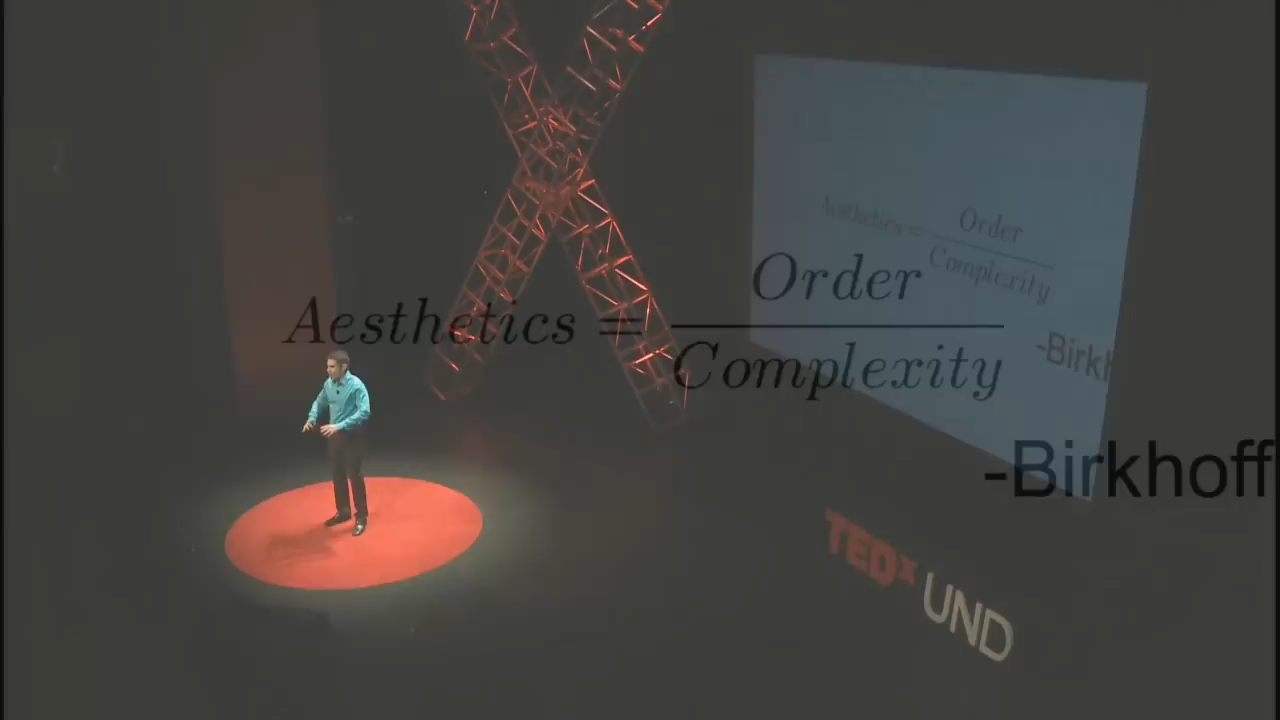 Aesthetics = Order / Complexity
-Birkhoff
Aesthetics = Order / Complexity
-Birkh
TEDx UND